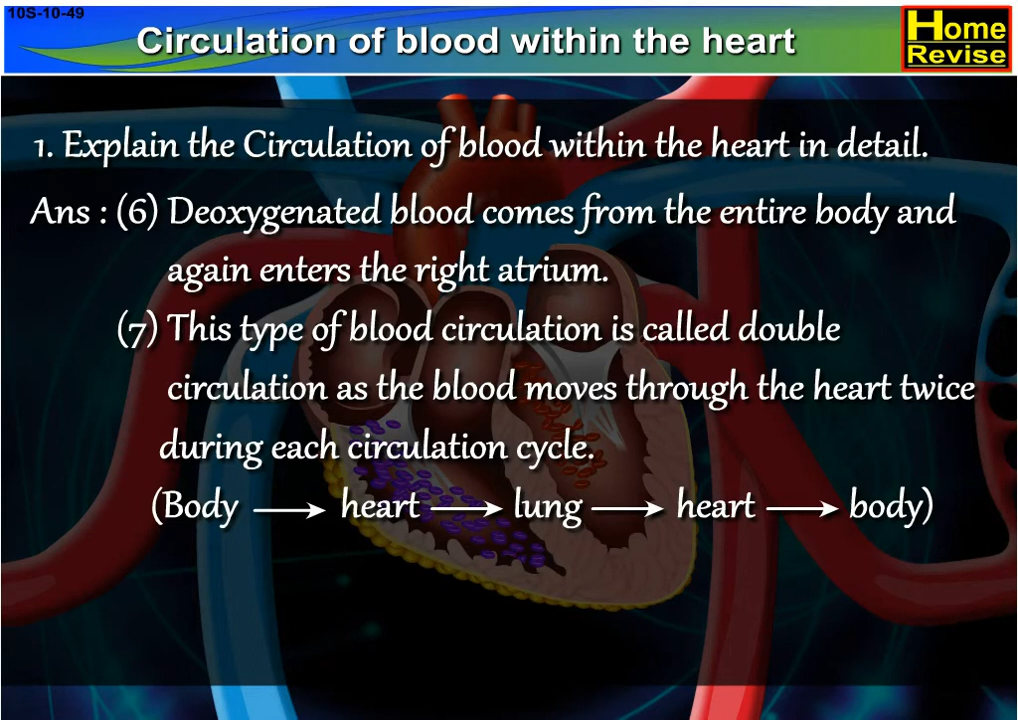 10S-10-49
Circulation of blood within the heart
Home
Revise
1. Explain the Circulation of blood within the heart in detail.
Ans : (6) Deoxygenated blood comes from the entire body and
again enters the right atrium.
(7) This type of blood circulation is called double
circulation as the blood moves through the heart twice
during each circulation cycle.
(Body → heart → lung → heart → body)